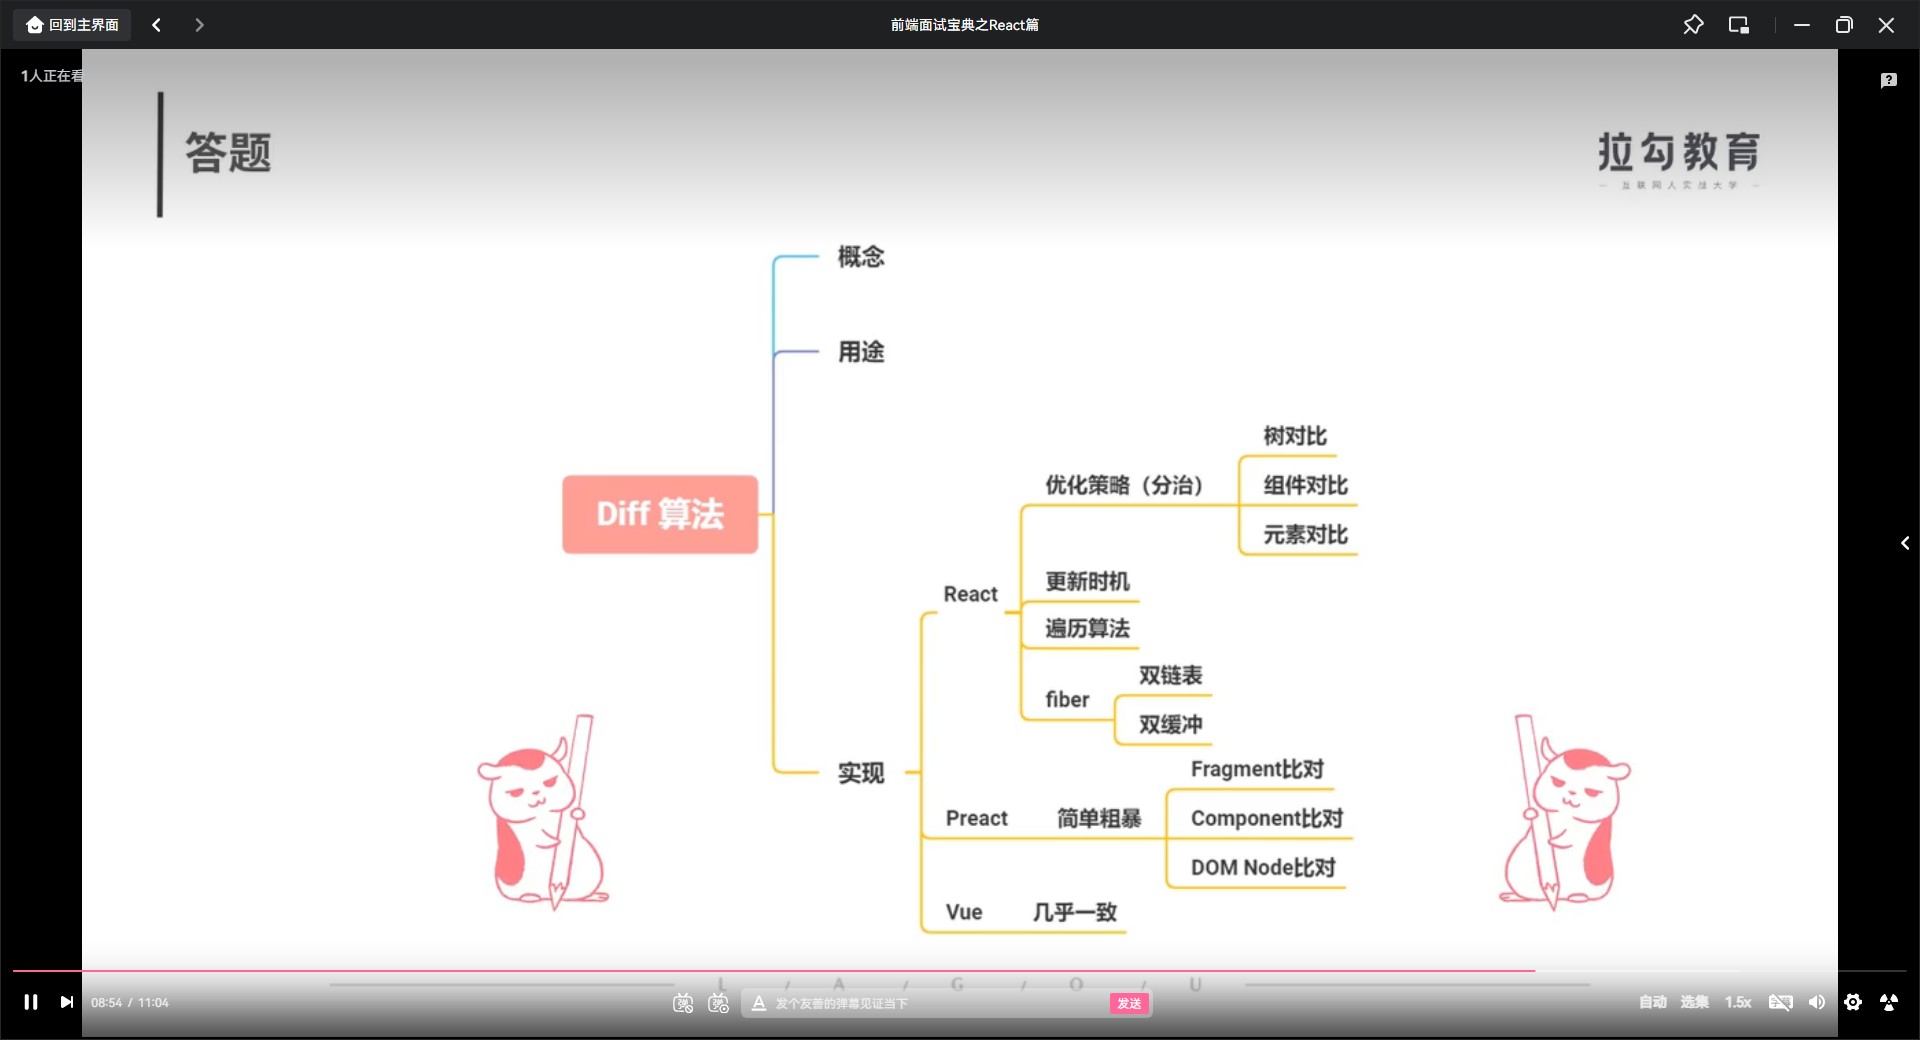 回到主界面
前端面试宝典之React篇
1人正在看
答题
拉勾教育
互联网人实战大学
概念
用途
Diff 算法
树对比
优化策略（分治）
组件对比
元素对比
更新时机
React
遍历算法
双链表
fiber
双缓冲
实现
Fragment比对
Preact
简单粗暴
Component比对
DOM Node比对
Vue
几乎一致
L / A / G / O / U
08:54 / 11:04
发个友善的弹幕见证当下
发送
自动
选集
1.5x